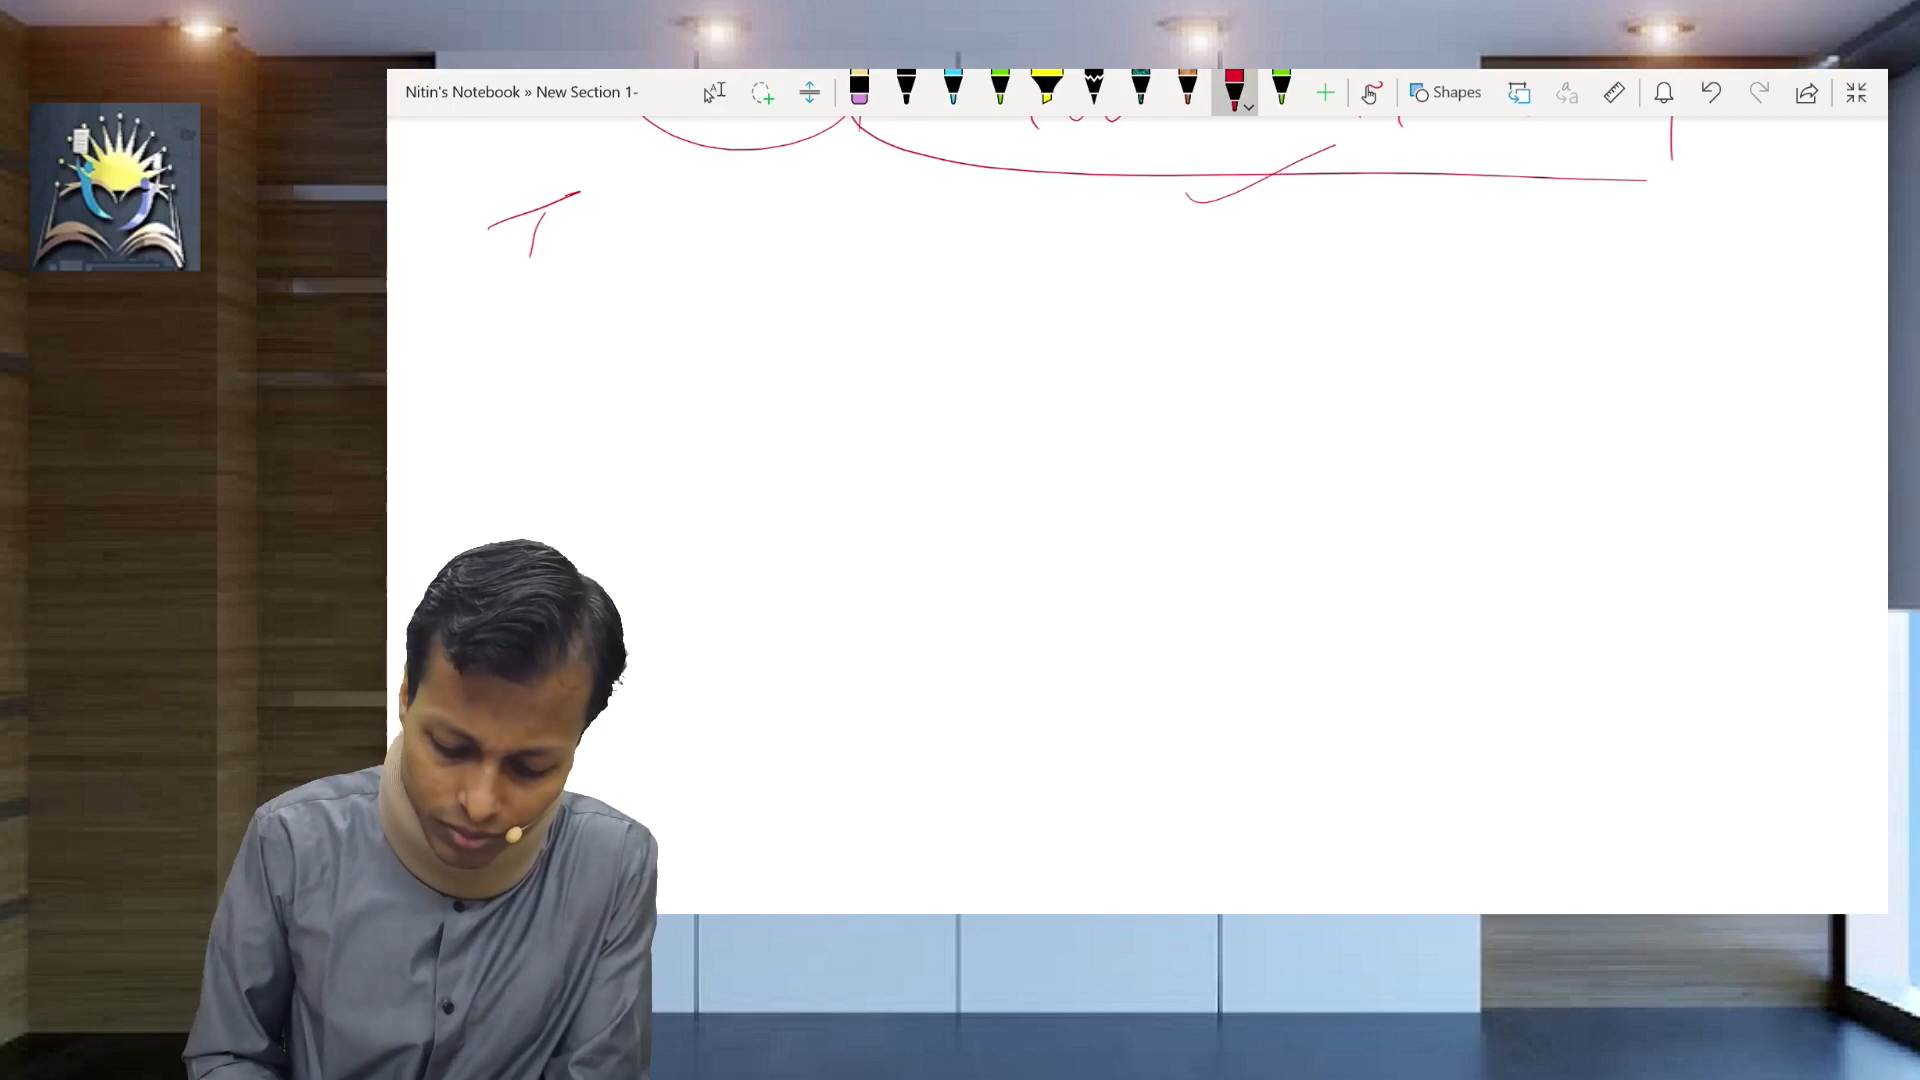 Nitin's Notebook » New Section 1-
Shapes
T